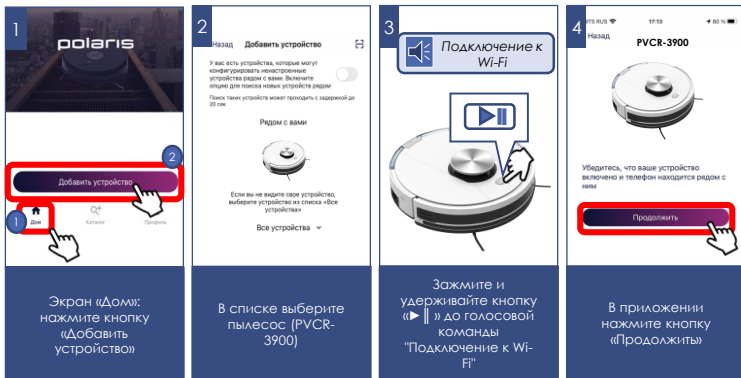 1
polaris
Добавить устройство
2
1
Дом
Каталог
Профиль
Экран «Дом»:
нажмите кнопку
«Добавить
устройство»
2
Назад Добавить устройство
У вас есть устройства, которые могут
конфигурировать ненастроенные
устройства рядом с вами. Включите
опцию для поиска новых устройств рядом
Поиск таких устройств может проходить с задержкой до
20 сек
Рядом с вами
Если вы не видите свое устройство,
выберите устройство из списка «Все
устройства»
Все устройства
В списке выберите
пылесос (PVCR-
3900)
3
Подключение к
Wi-Fi
Зажмите и
удерживайте кнопку
«►‖ » до голосовой
команды
"Подключение к Wi-
Fi"
4
MTS RUS 17:13 80 %
Назад
PVCR-3900
Убедитесь, что ваше устройство
включено и телефон находится рядом с
ним
Продолжить
В приложении
нажмите кнопку
«Продолжить»